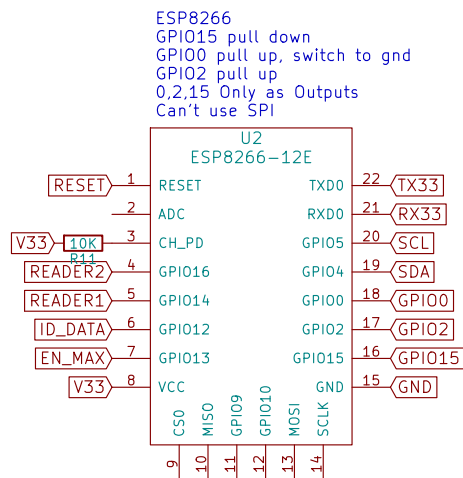 ESP8266
GPIO15 pull down
GPIO0 pull up, switch to gnd
GPIO2 pull up
0,2,15 Only as Outputs
Can't use SPI
U2
ESP8266-12E
RESET 1 RESET TXD0 22 TX33
2 ADC RXD0 21 RX33
V33 10K 3 CH_PD GPIO5 20 SCL
R11
READER2 4 GPIO16 GPIO4 19 SDA
READER1 5 GPIO14 GPIO0 18 GPIO0
ID_DATA 6 GPIO12 GPIO2 17 GPIO2
EN_MAX 7 GPIO13 GPIO15 16 GPIO15
V33 8 VCC GND 15 GND
CS0 MISO GPIO9 GPIO10 MOSI SCLK
9 10 11 12 13 14